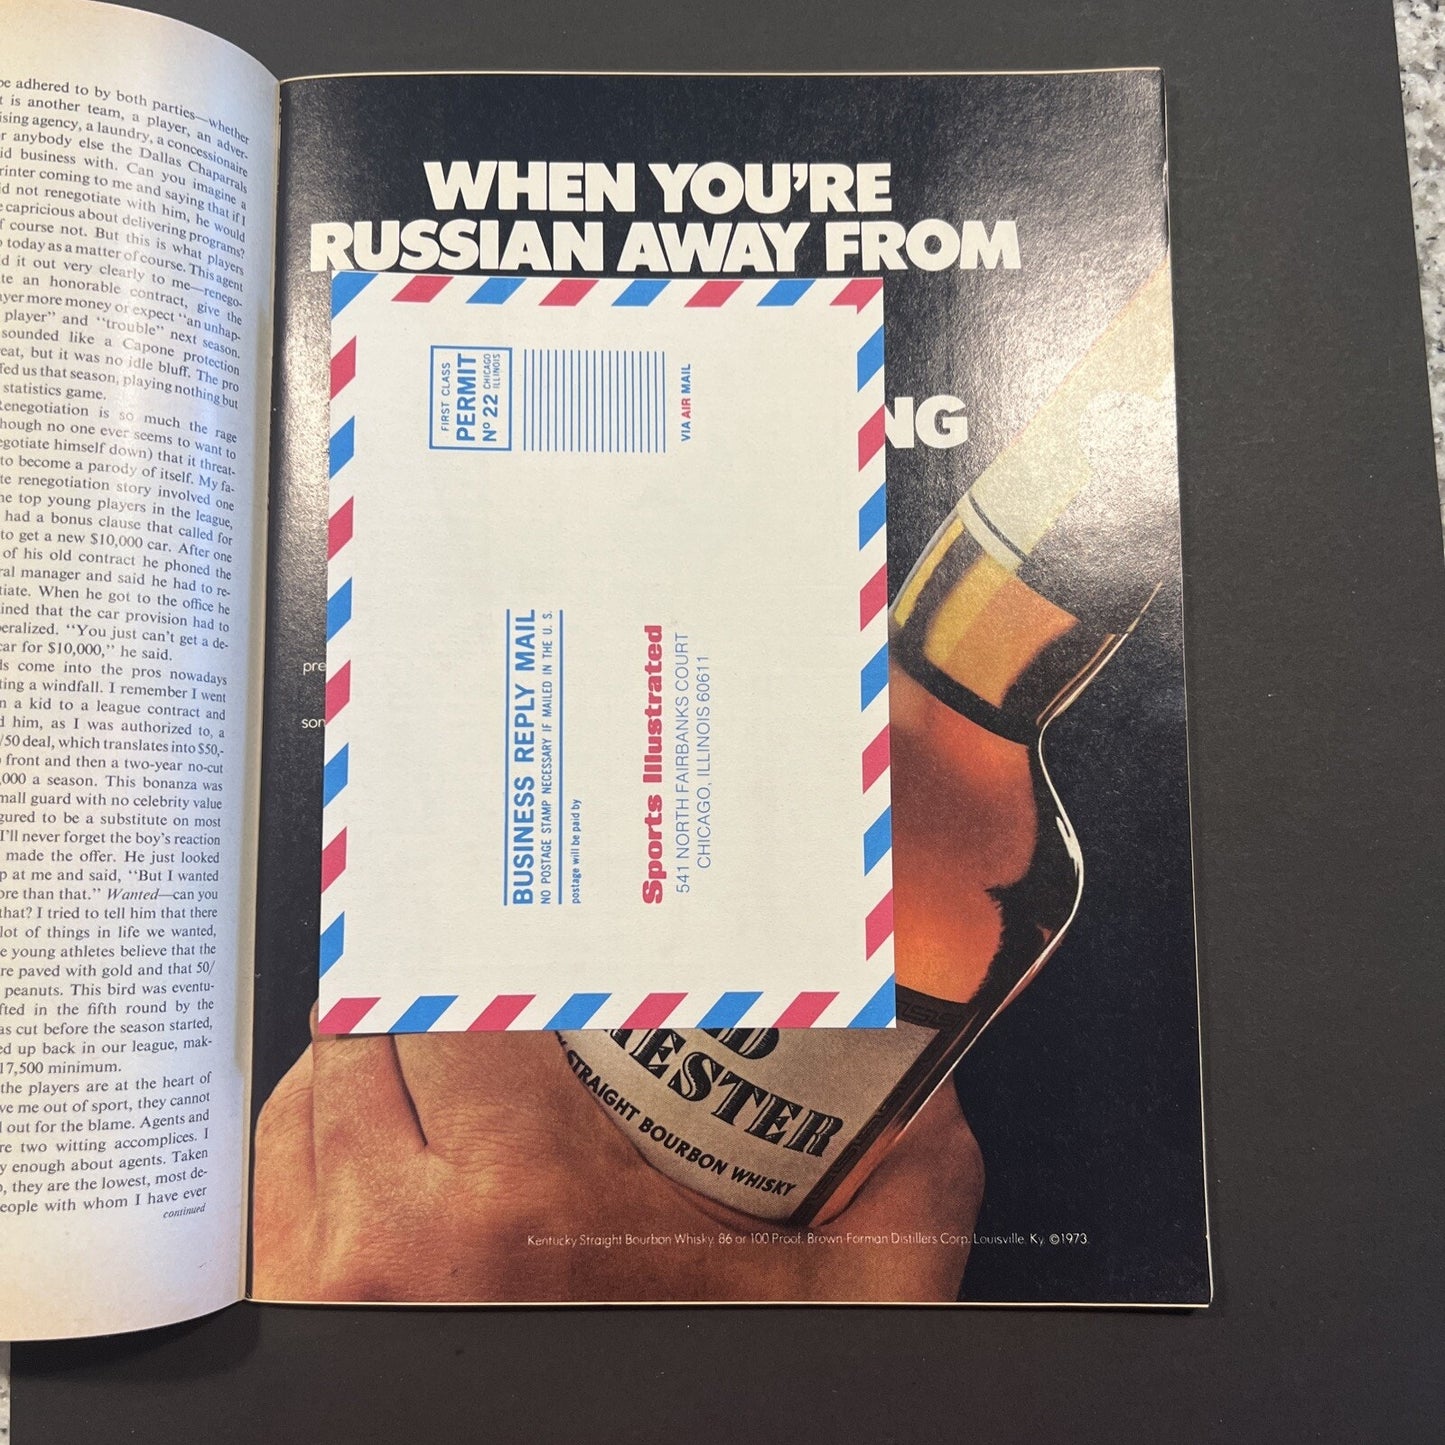 be adhered to by both parties—whether
is another team, a player, an adver-
ising agency, a laundry, a concessionaire
r anybody else the Dallas Chaparrals
id business with. Can you imagine a
rinter coming to me and saying that if I
id not renegotiate with him, he would
e capricious about delivering programs?
f course not. But this is what players
today as a matter of course. This agent
d it out very clearly to me—renego-
te an honorable contract, give the
ayer more money or expect "an unhap-
player" and "trouble" next season.
sounded like a Capone protection
eat, but it was no idle bluff. The pro
fed us that season, playing nothing but
statistics game.
Renegotiation is so much the rage
hough no one ever seems to want to
egotiate himself down) that it threat-
to become a parody of itself. My fa-
te renegotiation story involved one
he top young players in the league,
had a bonus clause that called for
to get a new $10,000 car. After one
of his old contract he phoned the
ral manager and said he had to re-
tiate. When he got to the office he
ined that the car provision had to
beralized. "You just can't get a de-
car for $10,000," he said.
ds come into the pros nowadays
ting a windfall. I remember I went
n a kid to a league contract and
d him, as I was authorized to, a
/50 deal, which translates into $50,-
front and then a two-year no-cut
,000 a season. This bonanza was
mall guard with no celebrity value
gured to be a substitute on most
I'll never forget the boy's reaction
made the offer. He just looked
p at me and said, "But I wanted
ore than that." Wanted—can you
that? I tried to tell him that there
lot of things in life we wanted,
e young athletes believe that the
re paved with gold and that 50/
peanuts. This bird was eventu-
fted in the fifth round by the
as cut before the season started,
ed up back in our league, mak-
17,500 minimum.
the players are at the heart of
ve me out of sport, they cannot
out for the blame. Agents and
re two witting accomplices. I
y enough about agents. Taken
, they are the lowest, most de-
eople with whom I have ever
continued
WHEN YOU'RE
RUSSIAN AWAY FROM
NG
pre
son
FIRST CLASS
PERMIT
Nº 22 CHICAGO ILLINOIS
VIA AIR MAIL
BUSINESS REPLY MAIL
NO POSTAGE STAMP NECESSARY IF MAILED IN THE U. S.
postage will be paid by
Sports Illustrated
541 NORTH FAIRBANKS COURT
CHICAGO, ILLINOIS 60611
D
ESTER
STRAIGHT BOURBON WHISKY
Kentucky Straight Bourbon Whisky, 86 or 100 Proof. Brown-Forman Distillers Corp. Louisville, Ky. ©1973.